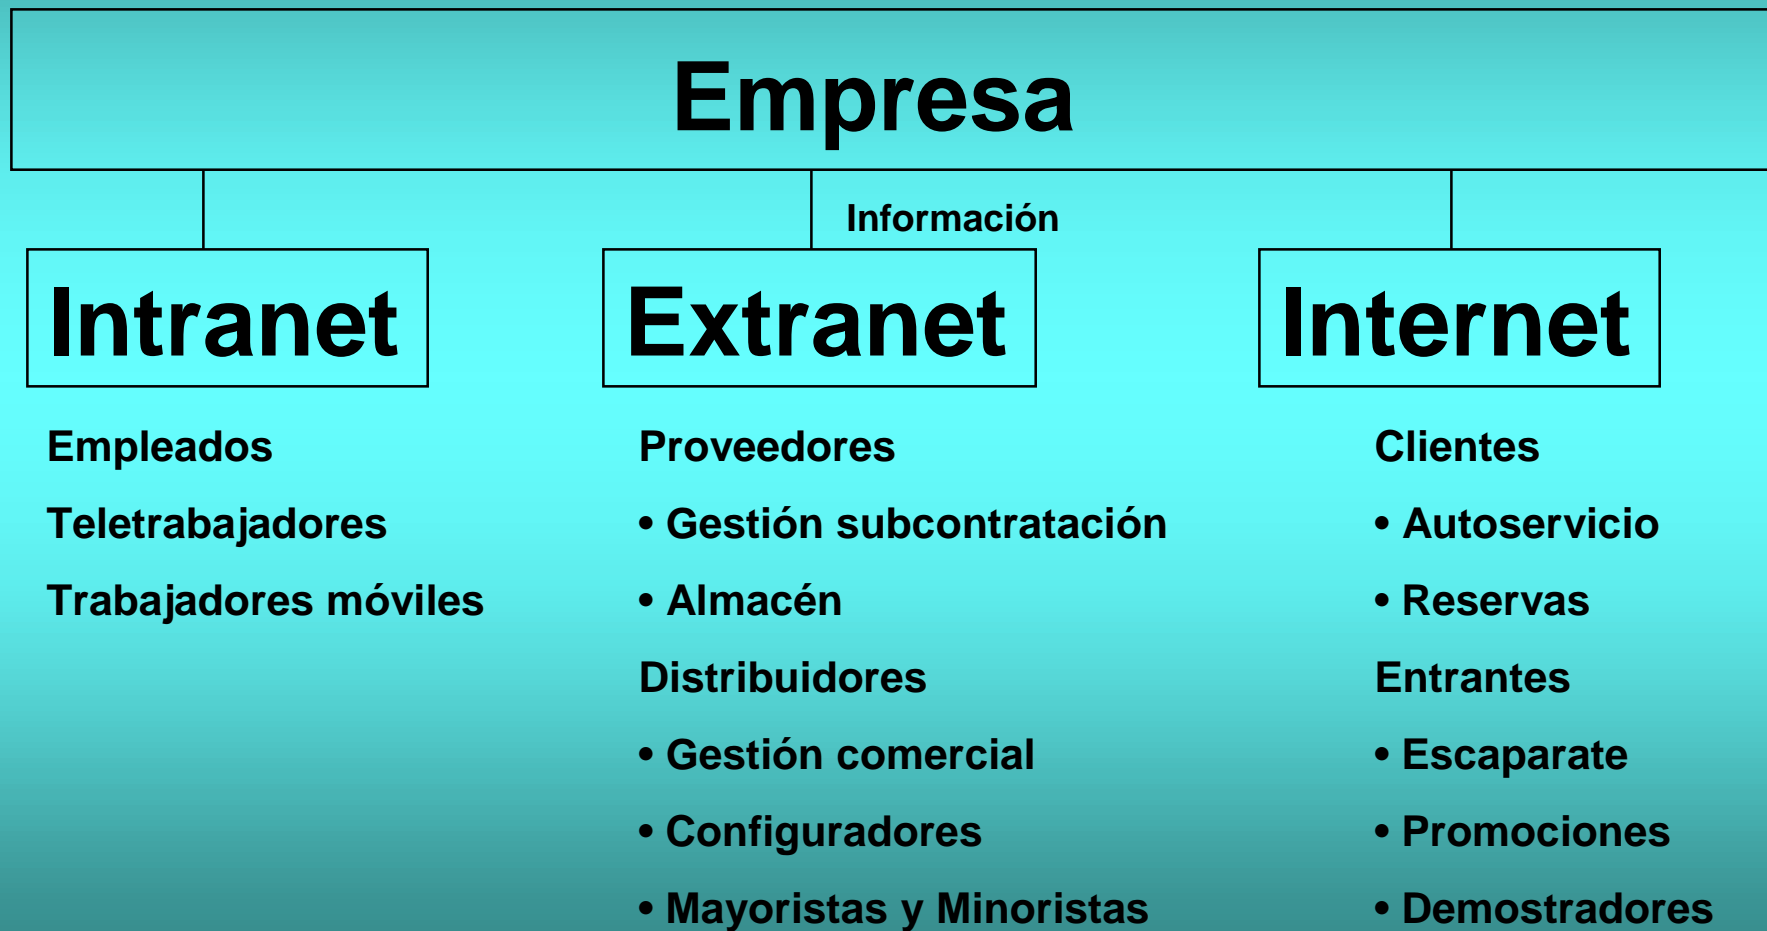 Empresa
Información
Intranet
Empleados
Teletrabajadores
Trabajadores móviles
Extranet
Proveedores
• Gestión subcontratación
• Almacén
Distribuidores
• Gestión comercial
• Configuradores
• Mayoristas y Minoristas
Internet
Clientes
• Autoservicio
• Reservas
Entrantes
• Escaparate
• Promociones
• Demostradores